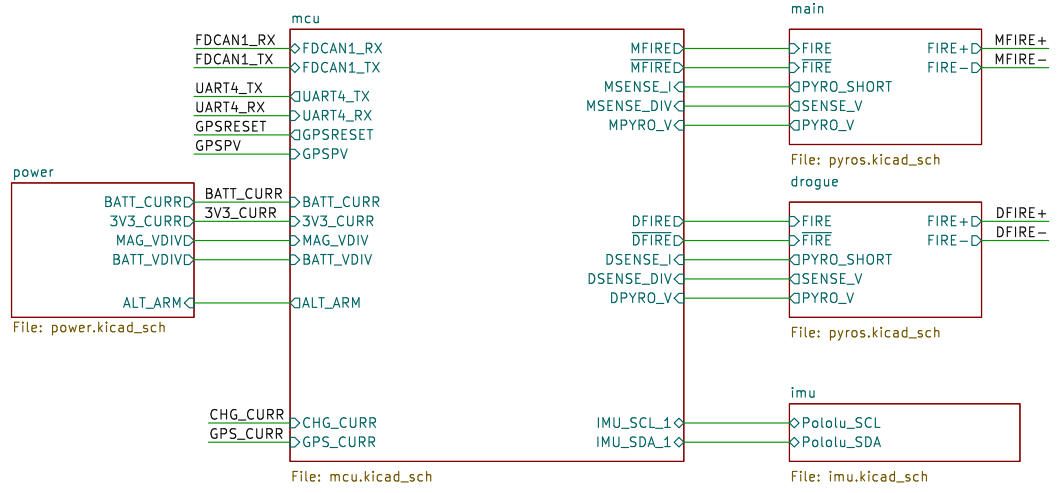 mcu
main
FDCAN1_RX
FDCAN1_RX
MFIRE
FIRE
FIRE+
MFIRE+
FDCAN1_TX
FDCAN1_TX
MFIRE
FIRE
FIRE-
MFIRE-
UART4_TX
UART4_TX
MSENSE_I
PYRO_SHORT
UART4_RX
UART4_RX
MSENSE_DIV
SENSE_V
GPSRESET
GPSRESET
MPYRO_V
PYRO_V
GPSPV
GPSPV
File: pyros.kicad_sch
power
drogue
BATT_CURR
BATT_CURR
BATT_CURR
3V3_CURR
3V3_CURR
3V3_CURR
DFIRE
FIRE
FIRE+
DFIRE+
MAG_VDIV
MAG_VDIV
DFIRE
FIRE
FIRE-
DFIRE-
BATT_VDIV
BATT_VDIV
DSENSE_I
PYRO_SHORT
DSENSE_DIV
SENSE_V
ALT_ARM
ALT_ARM
DPYRO_V
PYRO_V
File: power.kicad_sch
File: pyros.kicad_sch
imu
CHG_CURR
CHG_CURR
IMU_SCL_1
Pololu_SCL
GPS_CURR
GPS_CURR
IMU_SDA_1
Pololu_SDA
File: mcu.kicad_sch
File: imu.kicad_sch